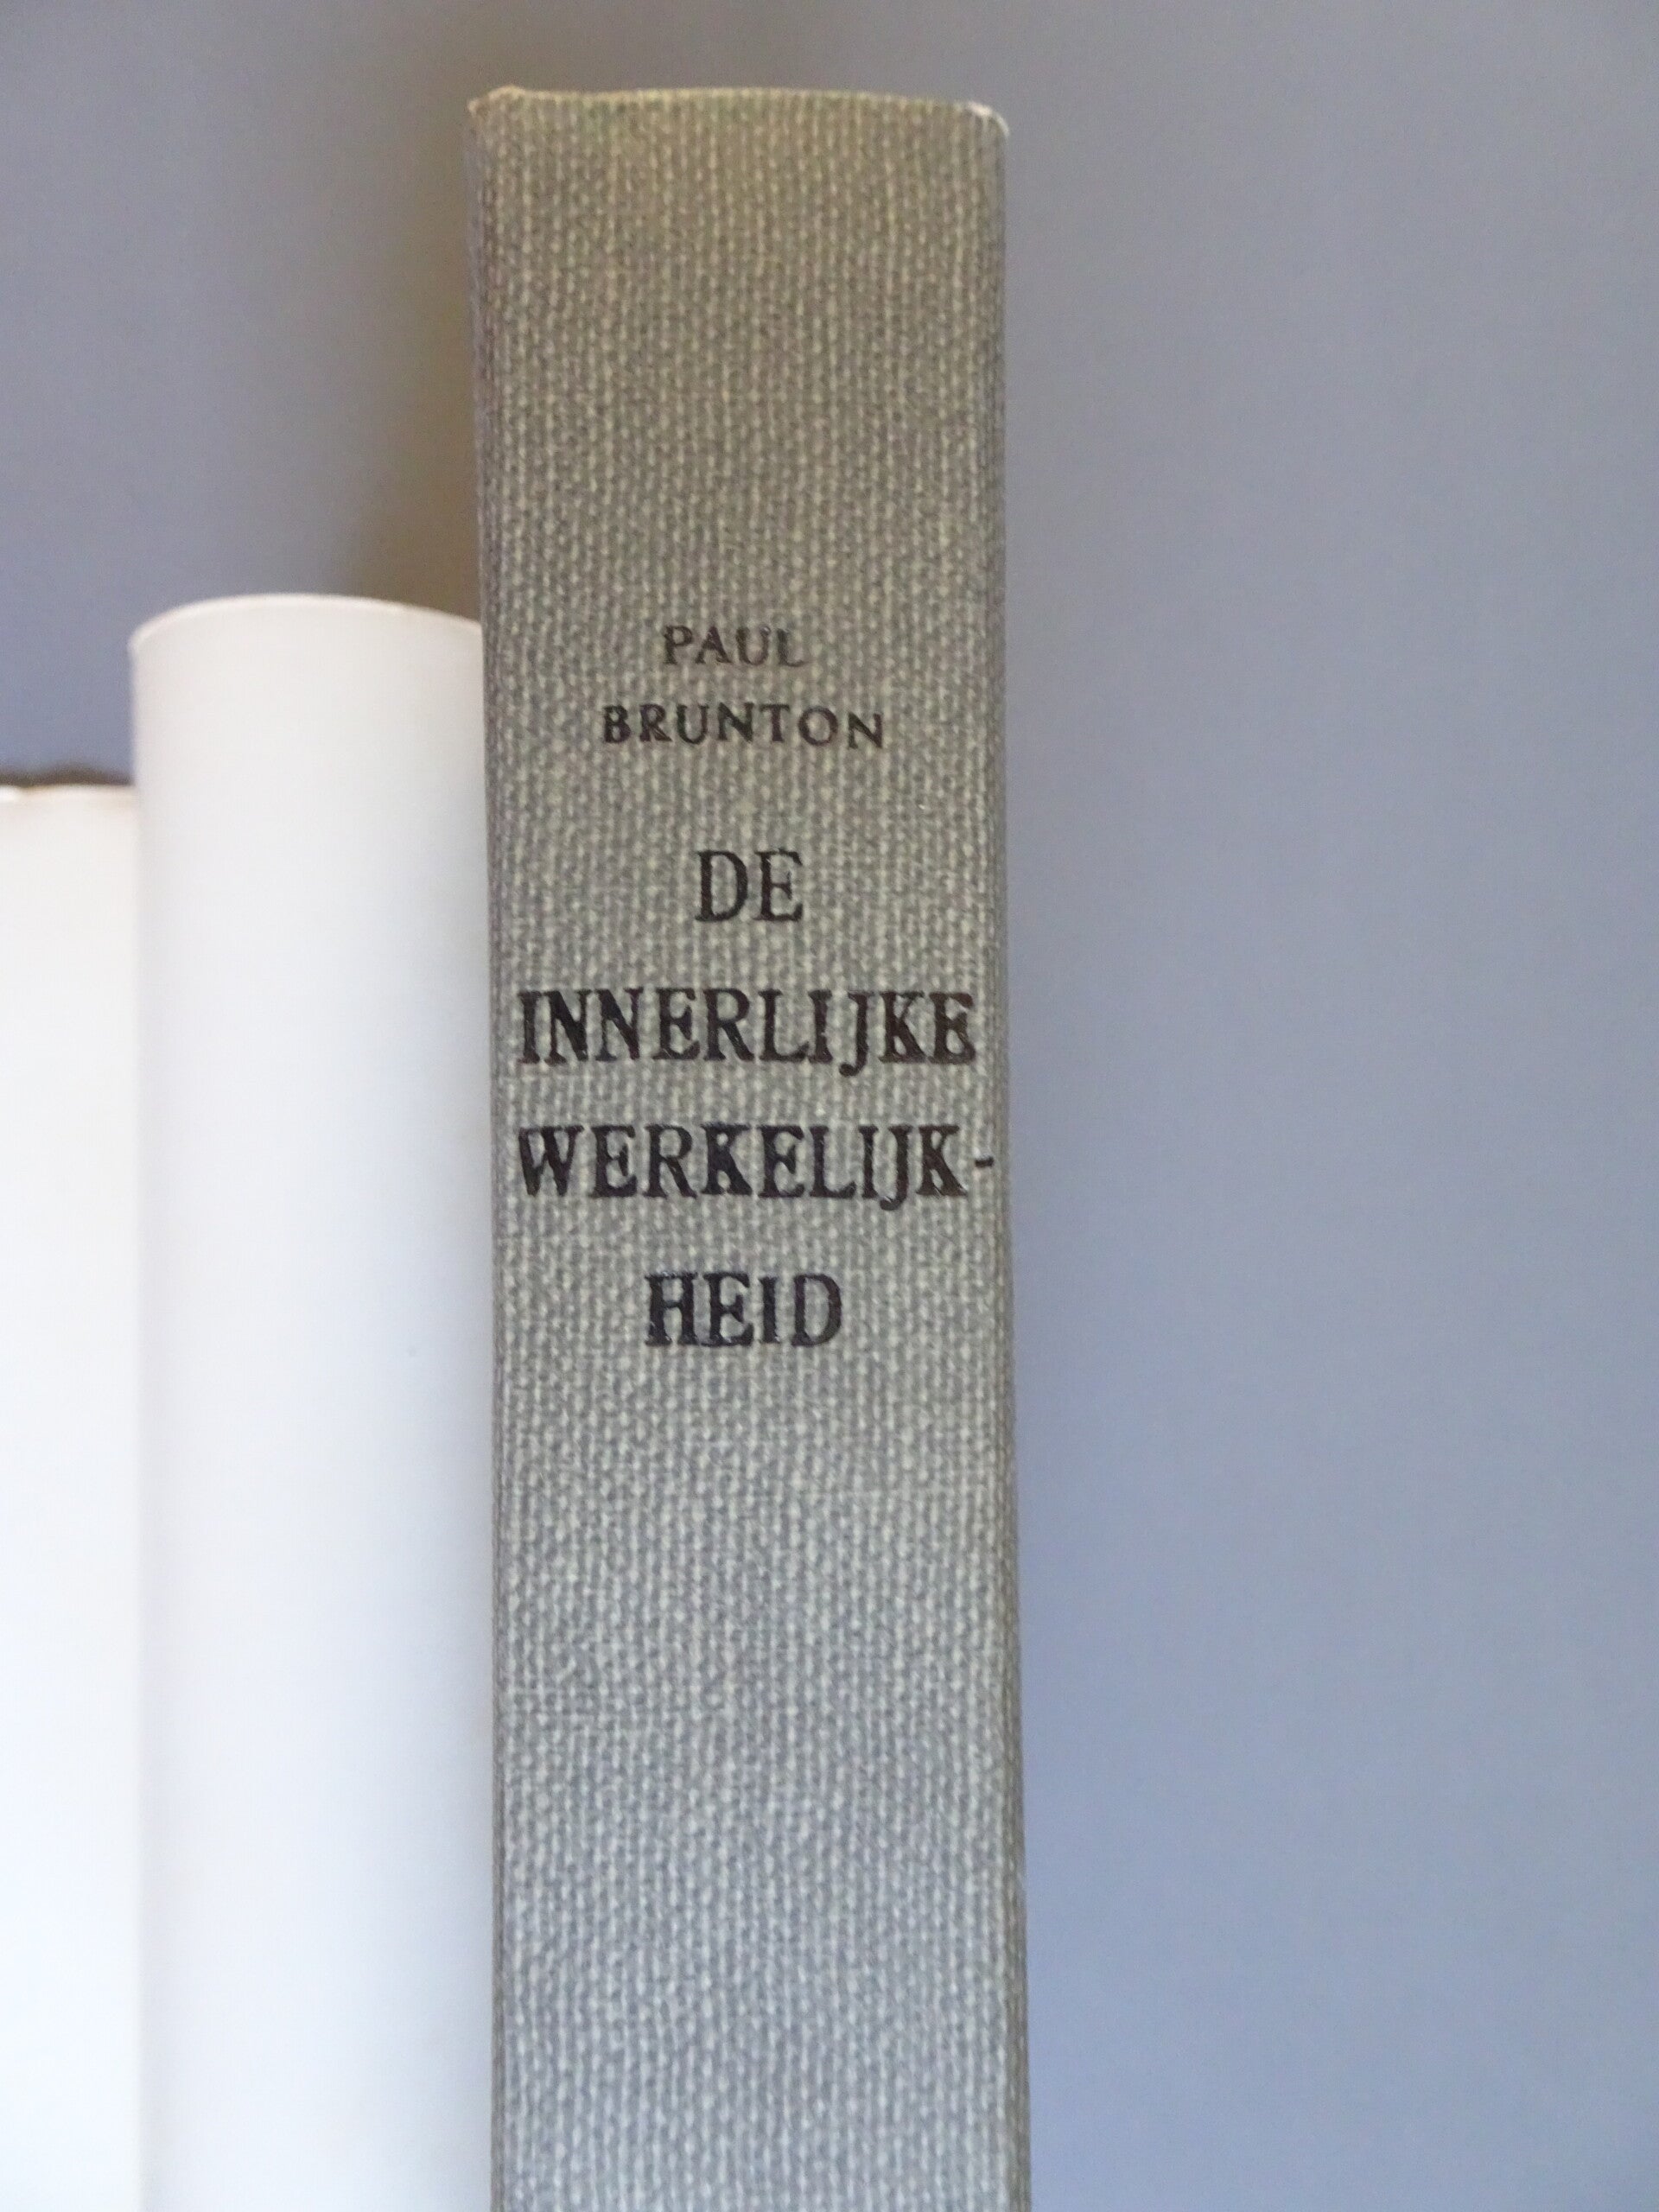 PAUL
BRUNTON
DE
INNERLIJKE
WERKELIJK-
HEID